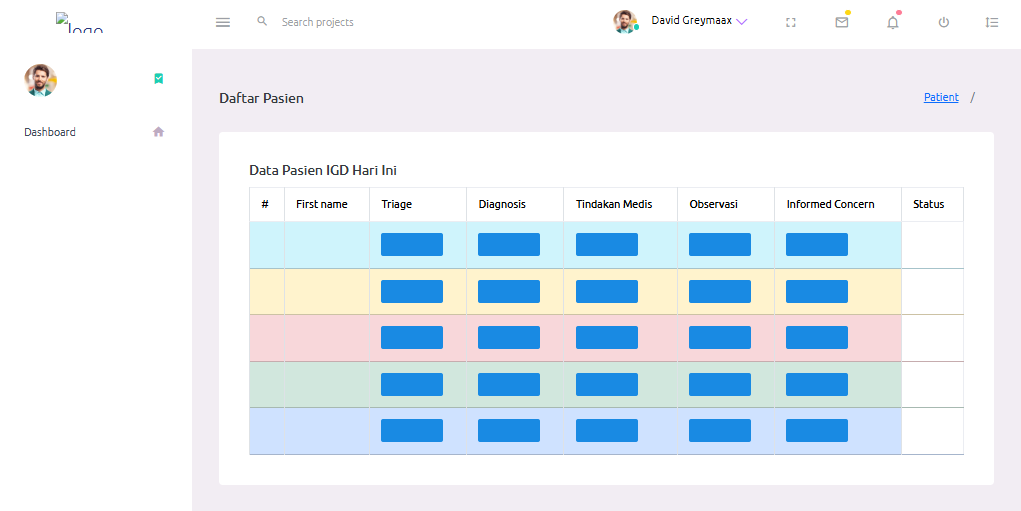 logo
Search projects
David Greymaax
Dashboard
Daftar Pasien
Patient /
Data Pasien IGD Hari Ini
# First name Triage Diagnosis Tindakan Medis Observasi Informed Concern Status